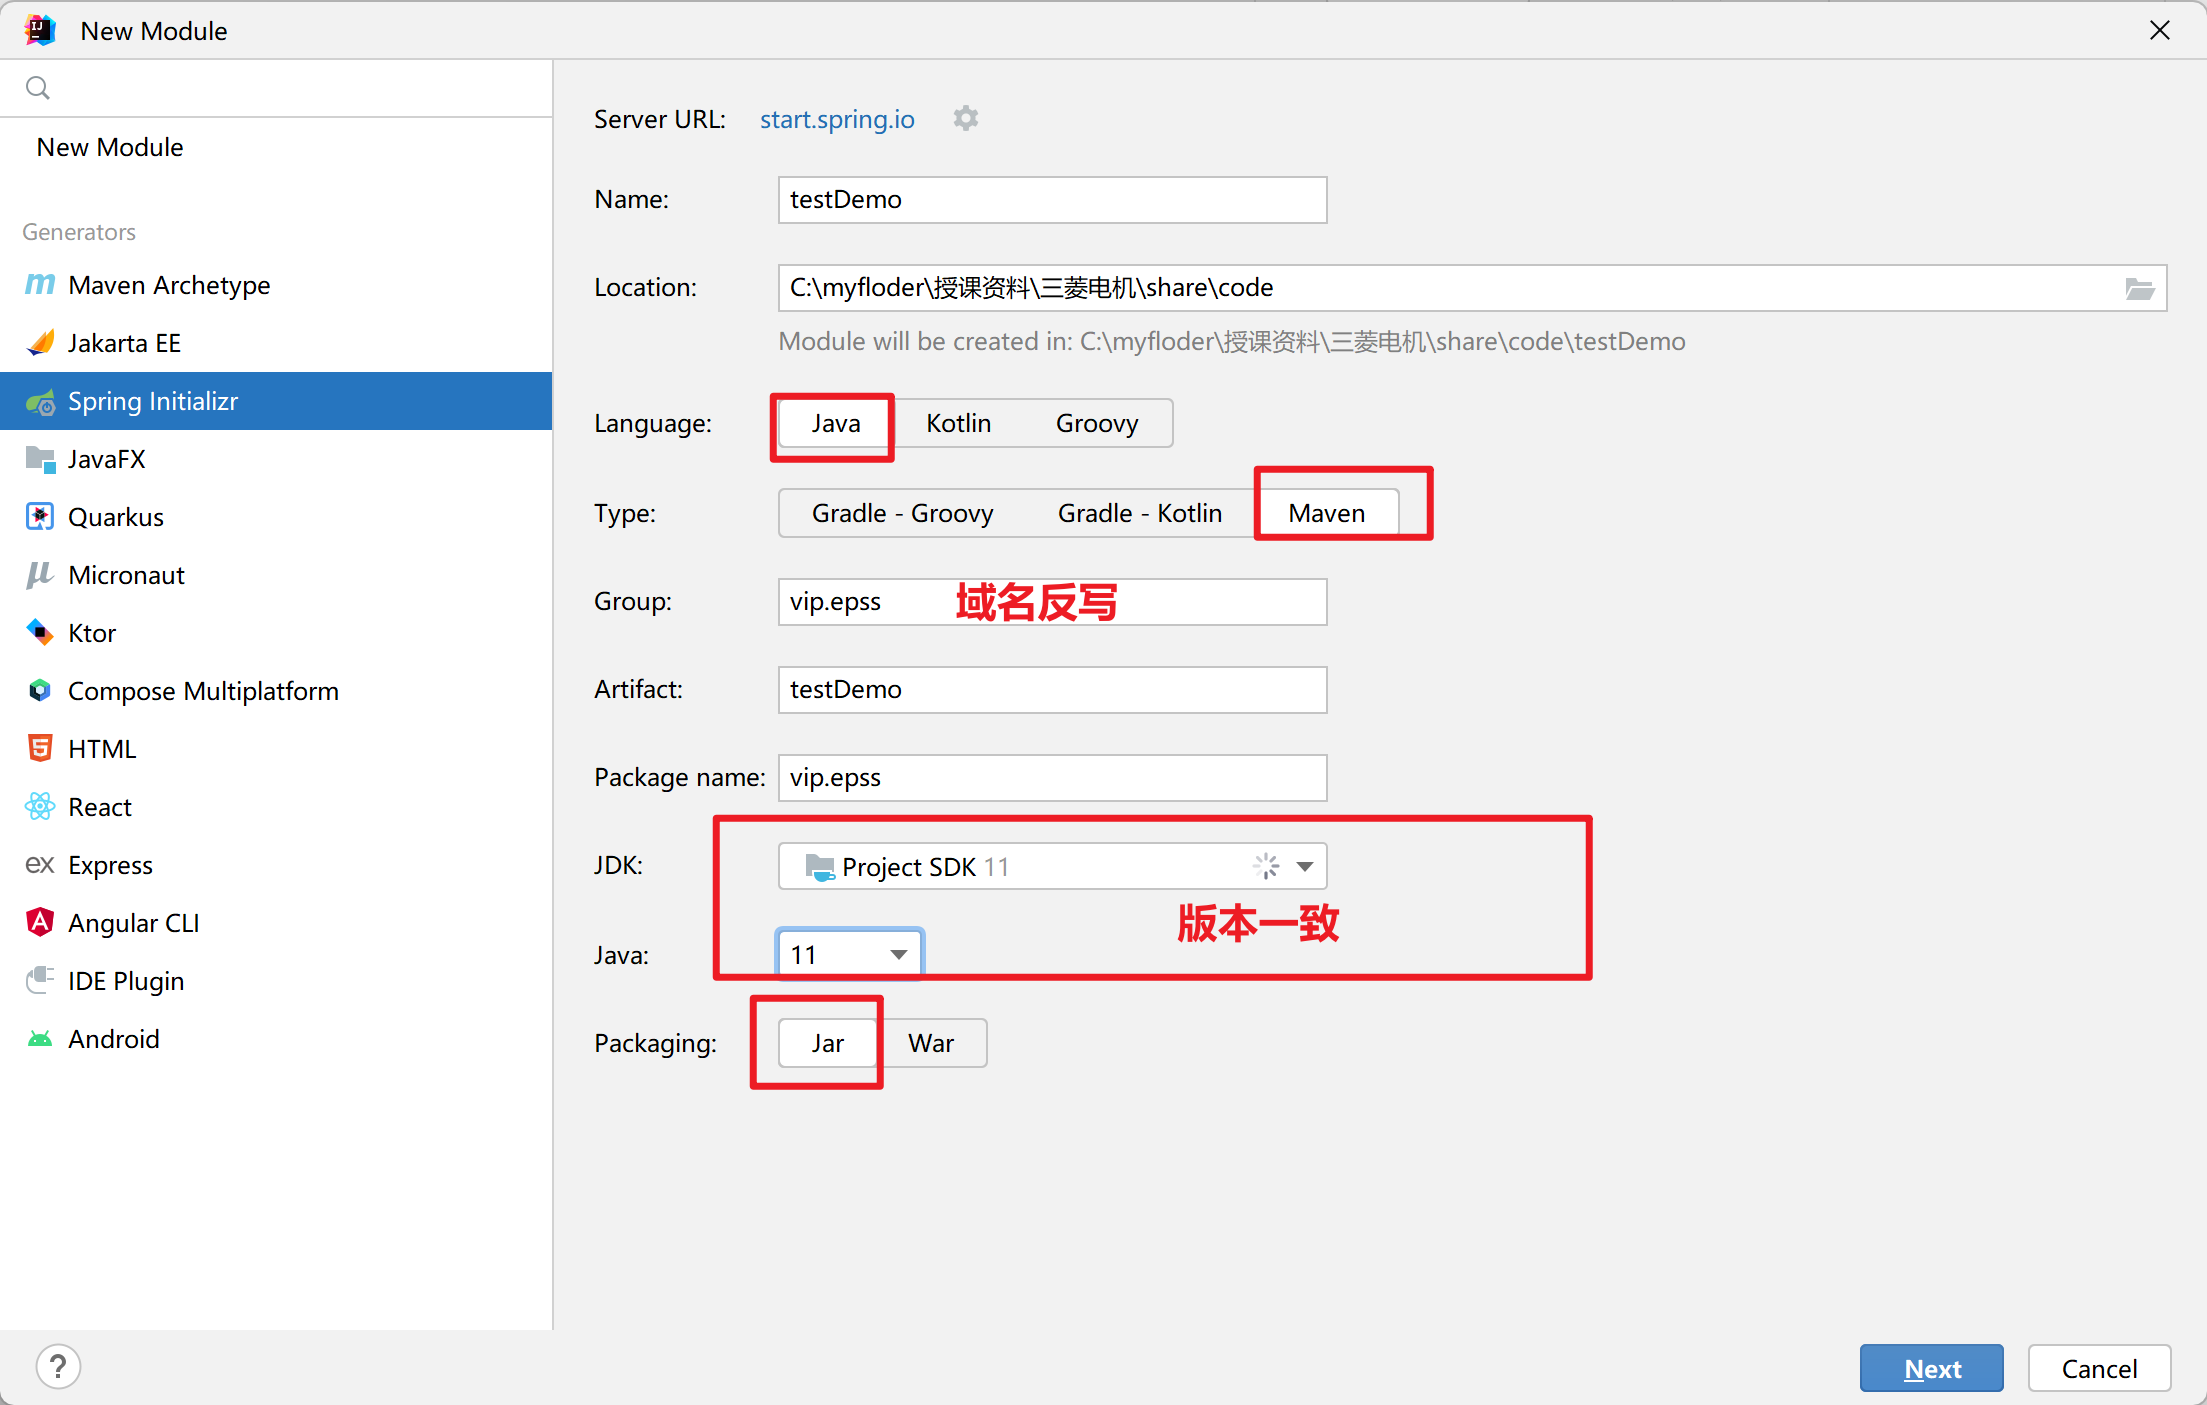 New Module
New Module
Generators
Maven Archetype
Jakarta EE
Spring Initializr
JavaFX
Quarkus
Micronaut
Ktor
Compose Multiplatform
HTML
React
Express
Angular CLI
IDE Plugin
Android
Server URL: start.spring.io
Name: testDemo
Location: C:\myfloder\授课资料\三菱电机\share\code
Module will be created in: C:\myfloder\授课资料\三菱电机\share\code\testDemo
Language: Java Kotlin Groovy
Type: Gradle - Groovy Gradle - Kotlin Maven
Group: vip.epss 域名反写
Artifact: testDemo
Package name: vip.epss
JDK: Project SDK 11
版本一致
Java: 11
Packaging: Jar War
? Next Cancel